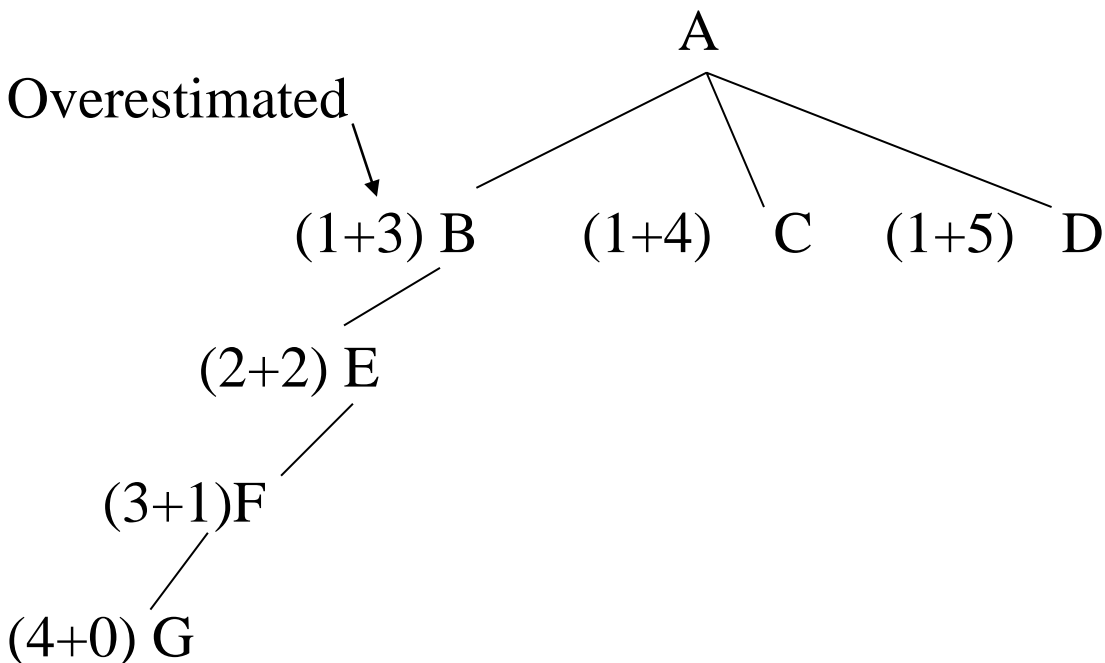 A
Overestimated
(1+3) B (1+4) C (1+5) D
(2+2) E
(3+1)F
(4+0) G